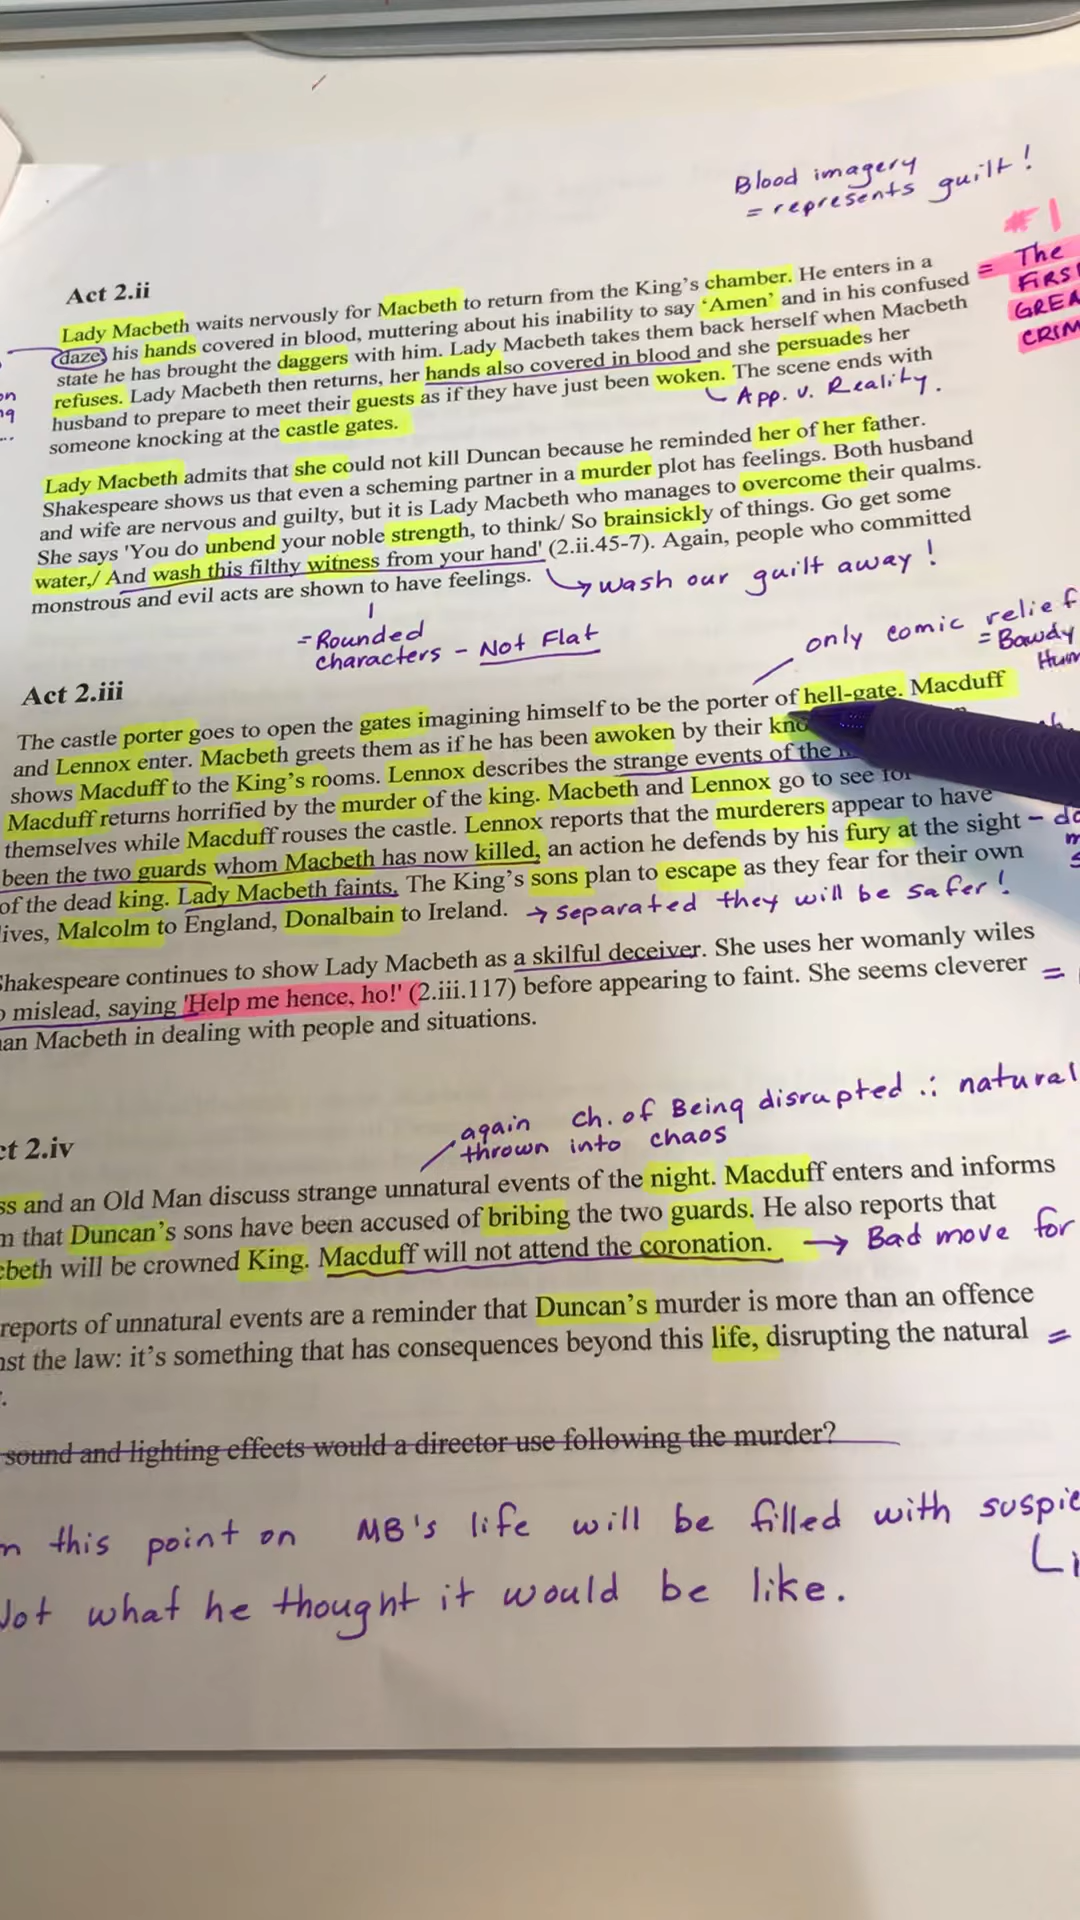 Blood imagery
= represents guilt!
#1
= The
FIRS
GREA
CRIM
Act 2.ii
Lady Macbeth waits nervously for Macbeth to return from the King's chamber. He enters in a
daze, his hands covered in blood, muttering about his inability to say 'Amen' and in his confused
state he has brought the daggers with him. Lady Macbeth takes them back herself when Macbeth
refuses. Lady Macbeth then returns, her hands also covered in blood and she persuades her
husband to prepare to meet their guests as if they have just been woken. The scene ends with
someone knocking at the castle gates.
App. v. Reality.
Lady Macbeth admits that she could not kill Duncan because he reminded her of her father.
Shakespeare shows us that even a scheming partner in a murder plot has feelings. Both husband
and wife are nervous and guilty, but it is Lady Macbeth who manages to overcome their qualms.
She says 'You do unbend your noble strength, to think/ So brainsickly of things. Go get some
water,/ And wash this filthy witness from your hand' (2.ii.45-7). Again, people who committed
monstrous and evil acts are shown to have feelings.
→ wash our guilt away!
= Rounded
characters - Not Flat
only comic relief
= Bawdy
Hum
Act 2.iii
The castle porter goes to open the gates imagining himself to be the porter of hell-gate. Macduff
and Lennox enter. Macbeth greets them as if he has been awoken by their kno
shows Macduff to the King's rooms. Lennox describes the strange events of the
Macduff returns horrified by the murder of the king. Macbeth and Lennox go to see for
themselves while Macduff rouses the castle. Lennox reports that the murderers appear to have
been the two guards whom Macbeth has now killed, an action he defends by his fury at the sight
of the dead king. Lady Macbeth faints. The King's sons plan to escape as they fear for their own
ives, Malcolm to England, Donalbain to Ireland.
→ separated they will be safer!
Shakespeare continues to show Lady Macbeth as a skilful deceiver. She uses her womanly wiles
o mislead, saying 'Help me hence, ho!' (2.iii.117) before appearing to faint. She seems cleverer
han Macbeth in dealing with people and situations.
again ch. of Being disrupted ∴ natural
thrown into chaos
ct 2.iv
ss and an Old Man discuss strange unnatural events of the night. Macduff enters and informs
m that Duncan's sons have been accused of bribing the two guards. He also reports that
cbeth will be crowned King. Macduff will not attend the coronation.
→ Bad move for
reports of unnatural events are a reminder that Duncan's murder is more than an offence
nst the law: it's something that has consequences beyond this life, disrupting the natural
sound and lighting effects would a director use following the murder?
m this point on MB's life will be filled with suspic
Not what he thought it would be like.